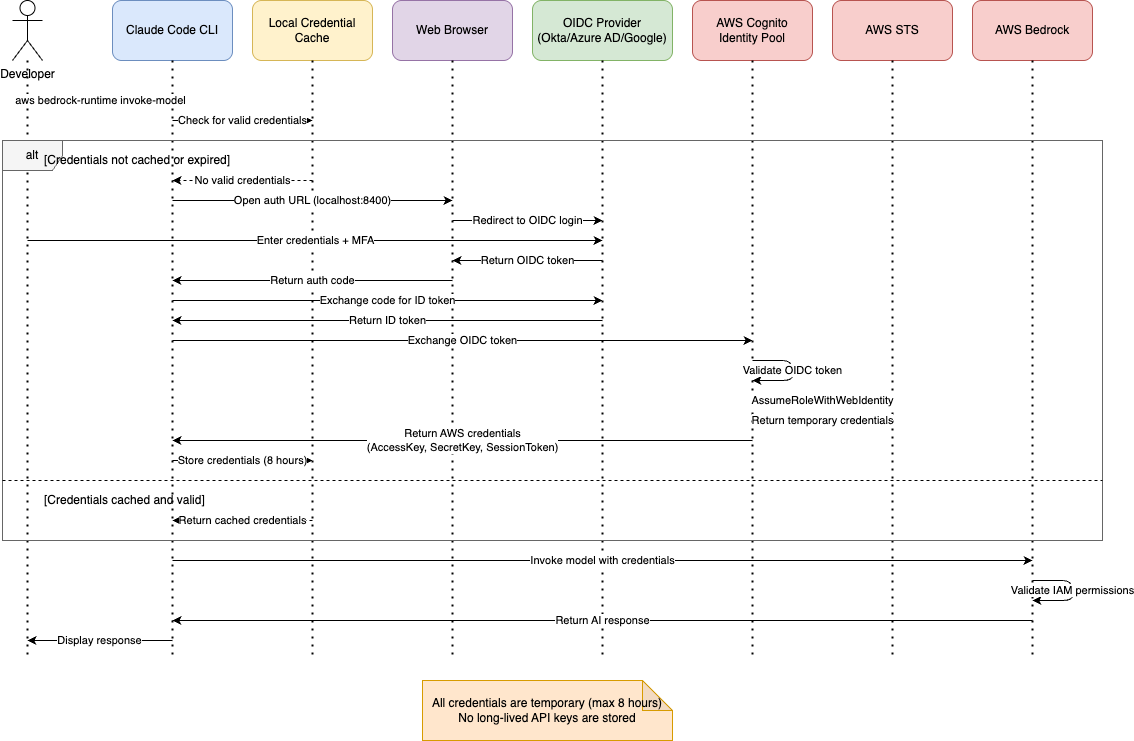 Developer
Claude Code CLI
Local Credential
Cache
Web Browser
OIDC Provider
(Okta/Azure AD/Google)
AWS Cognito
Identity Pool
AWS STS
AWS Bedrock
aws bedrock-runtime invoke-model
Check for valid credentials
alt
[Credentials not cached or expired]
No valid credentials
Open auth URL (localhost:8400)
Redirect to OIDC login
Enter credentials + MFA
Return OIDC token
Return auth code
Exchange code for ID token
Return ID token
Exchange OIDC token
Validate OIDC token
AssumeRoleWithWebIdentity
Return temporary credentials
Return AWS credentials
(AccessKey, SecretKey, SessionToken)
Store credentials (8 hours)
[Credentials cached and valid]
Return cached credentials
Invoke model with credentials
Validate IAM permissions
Return AI response
Display response
All credentials are temporary (max 8 hours)
No long-lived API keys are stored